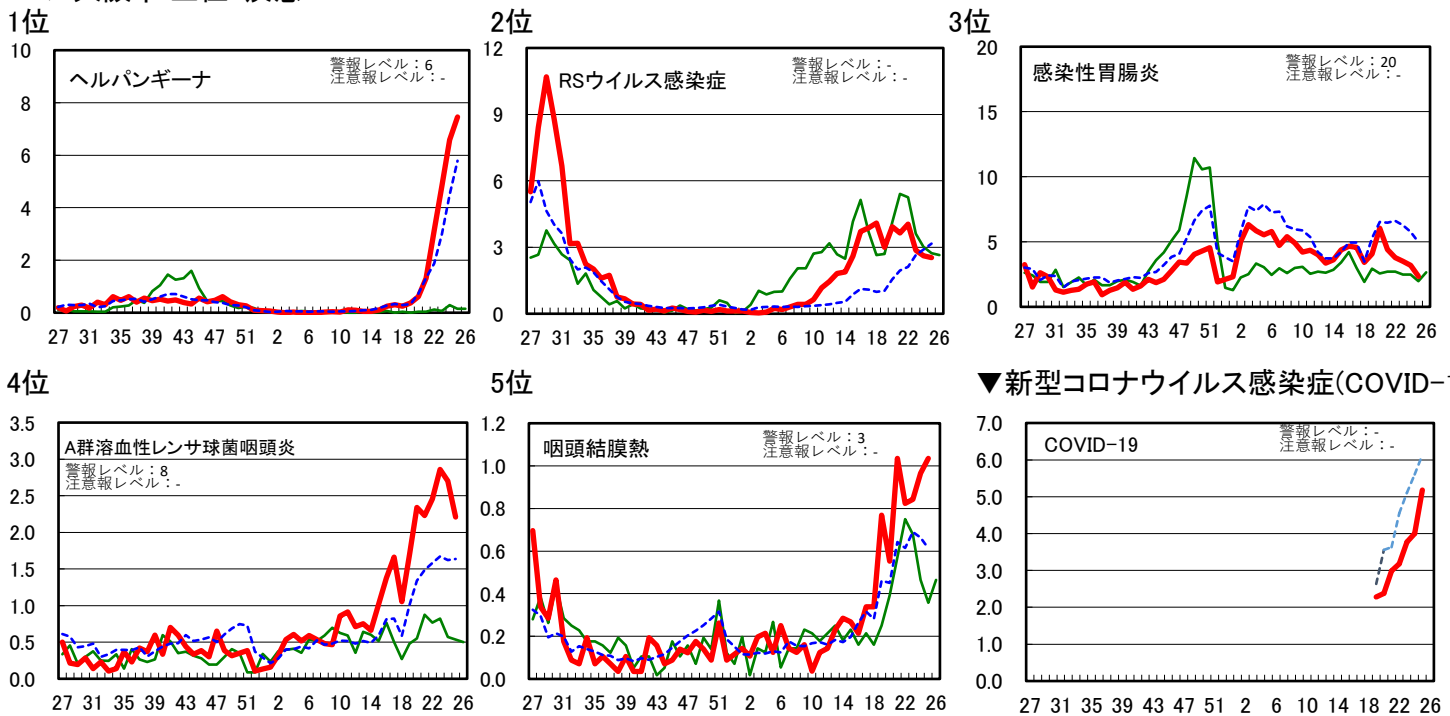 1位
10
8
6
4
2
0
ヘルパンギーナ
警報レベル：6
注意報レベル：-
27 31 35 39 43 47 51 2 6 10 14 18 22 26
2位
12
9
6
3
0
RSウイルス感染症
警報レベル：-
注意報レベル：-
27 31 35 39 43 47 51 2 6 10 14 18 22 26
3位
20
15
10
5
0
感染性胃腸炎
警報レベル：20
注意報レベル：-
27 31 35 39 43 47 51 2 6 10 14 18 22 26
4位
3.5
3.0
2.5
2.0
1.5
1.0
0.5
0.0
A群溶血性レンサ球菌咽頭炎
警報レベル：8
注意報レベル：-
27 31 35 39 43 47 51 2 6 10 14 18 22 26
5位
1.2
1.0
0.8
0.6
0.4
0.2
0.0
咽頭結膜熱
警報レベル：3
注意報レベル：-
27 31 35 39 43 47 51 2 6 10 14 18 22 26
▼新型コロナウイルス感染症(COVID-
7.0
6.0
5.0
4.0
3.0
2.0
1.0
0.0
COVID-19
警報レベル：-
注意報レベル：-
27 31 35 39 43 47 51 2 6 10 14 18 22 26